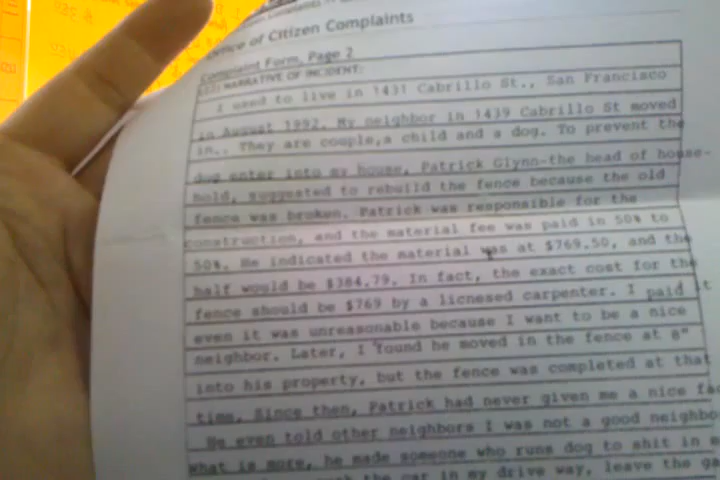 Office of Citizen Complaints
Complaint Form, Page 2
NARRATIVE OF INCIDENT:
I used to live in 1431 Cabrillo St., San Francisco
in August 1992. My neighbor in 1439 Cabrillo St moved
in.. They are couple,a child and a dog. To prevent the
dog enter into my house, Patrick Glynn-the head of house-
hold, suggested to rebuild the fence because the old
fence was broken. Patrick was responsible for the
construction, and the material fee was paid in 50% to
50%. He indicated the material was at $769.50, and the
half would be $384.79. In fact, the exact cost for the
fence should be $769 by a licnesed carpenter. I paid it
even it was unreasonable because I want to be a nice
neighbor. Later, I found he moved in the fence at 8"
into his property, but the fence was completed at that
time. Since then, Patrick had never given me a nice fa
He even told other neighbors I was not a good neighbo
What is more, he made someone who runs dog to shit in
the car in my drive way, leave the ga